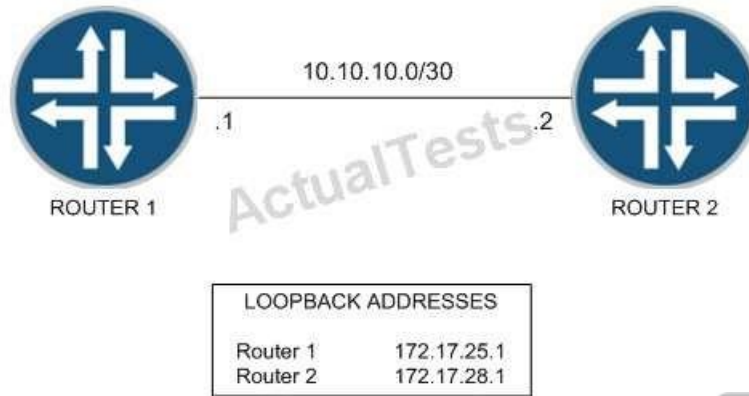 10.10.10.0/30
.1
.2
ActualTests
ROUTER 1
ROUTER 2
LOOPBACK ADDRESSES
Router 1 172.17.25.1
Router 2 172.17.28.1